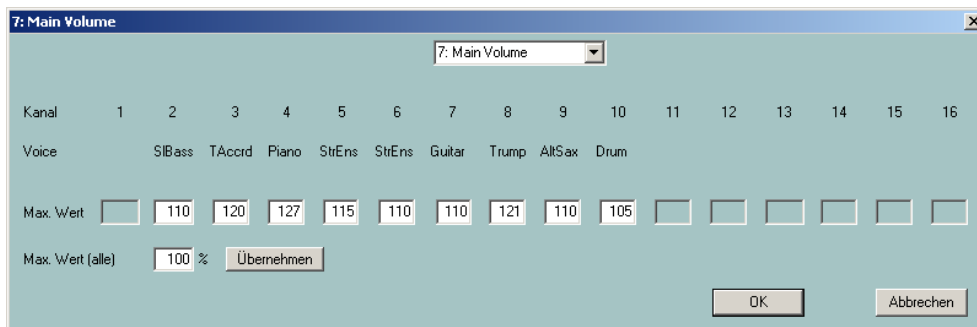 7: Main Volume
7: Main Volume
Kanal 1 2 3 4 5 6 7 8 9 10 11 12 13 14 15 16
Voice SlBass TAccrd Piano StrEns StrEns Guitar Trump AltSax Drum
Max. Wert 110 120 127 115 110 110 121 110 105
Max. Wert (alle) 100 % Übernehmen
OK Abbrechen